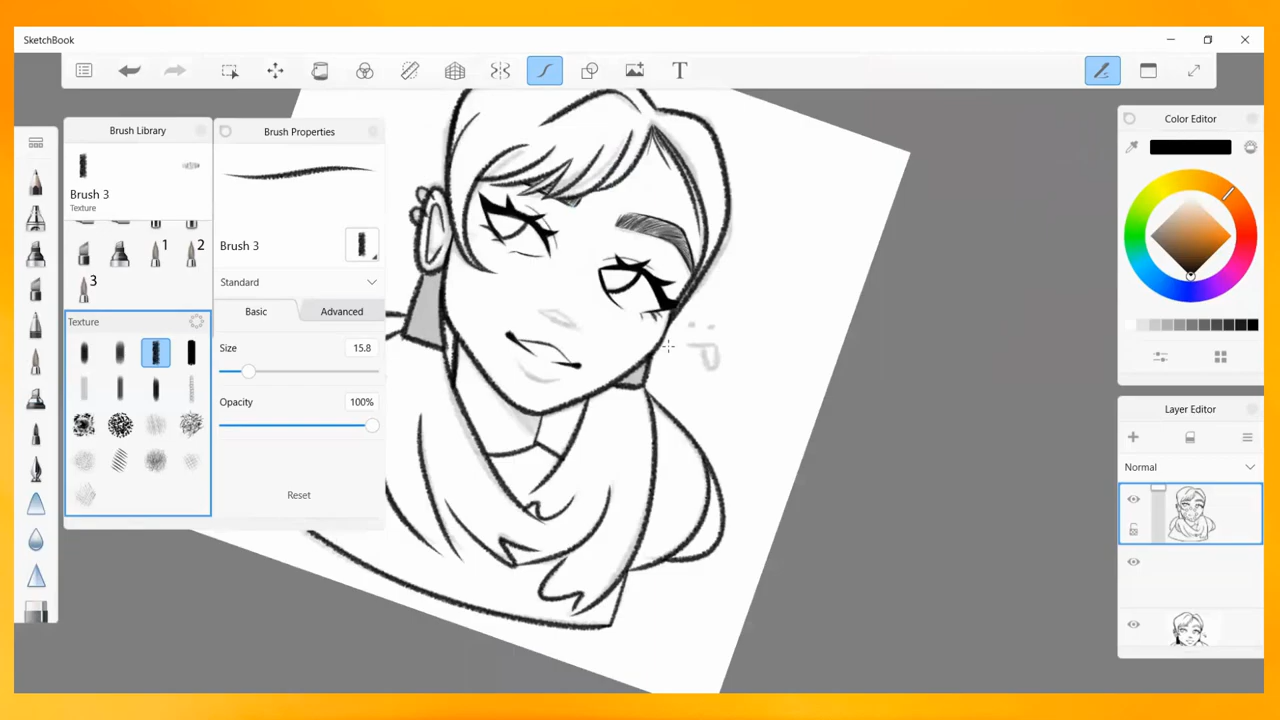 SketchBook
T
Brush Library
Brush 3
Texture
1
2
3
Texture
Brush Properties
Brush 3
Standard
Basic
Advanced
Size
15.8
Opacity
100%
Reset
Color Editor
Layer Editor
Normal